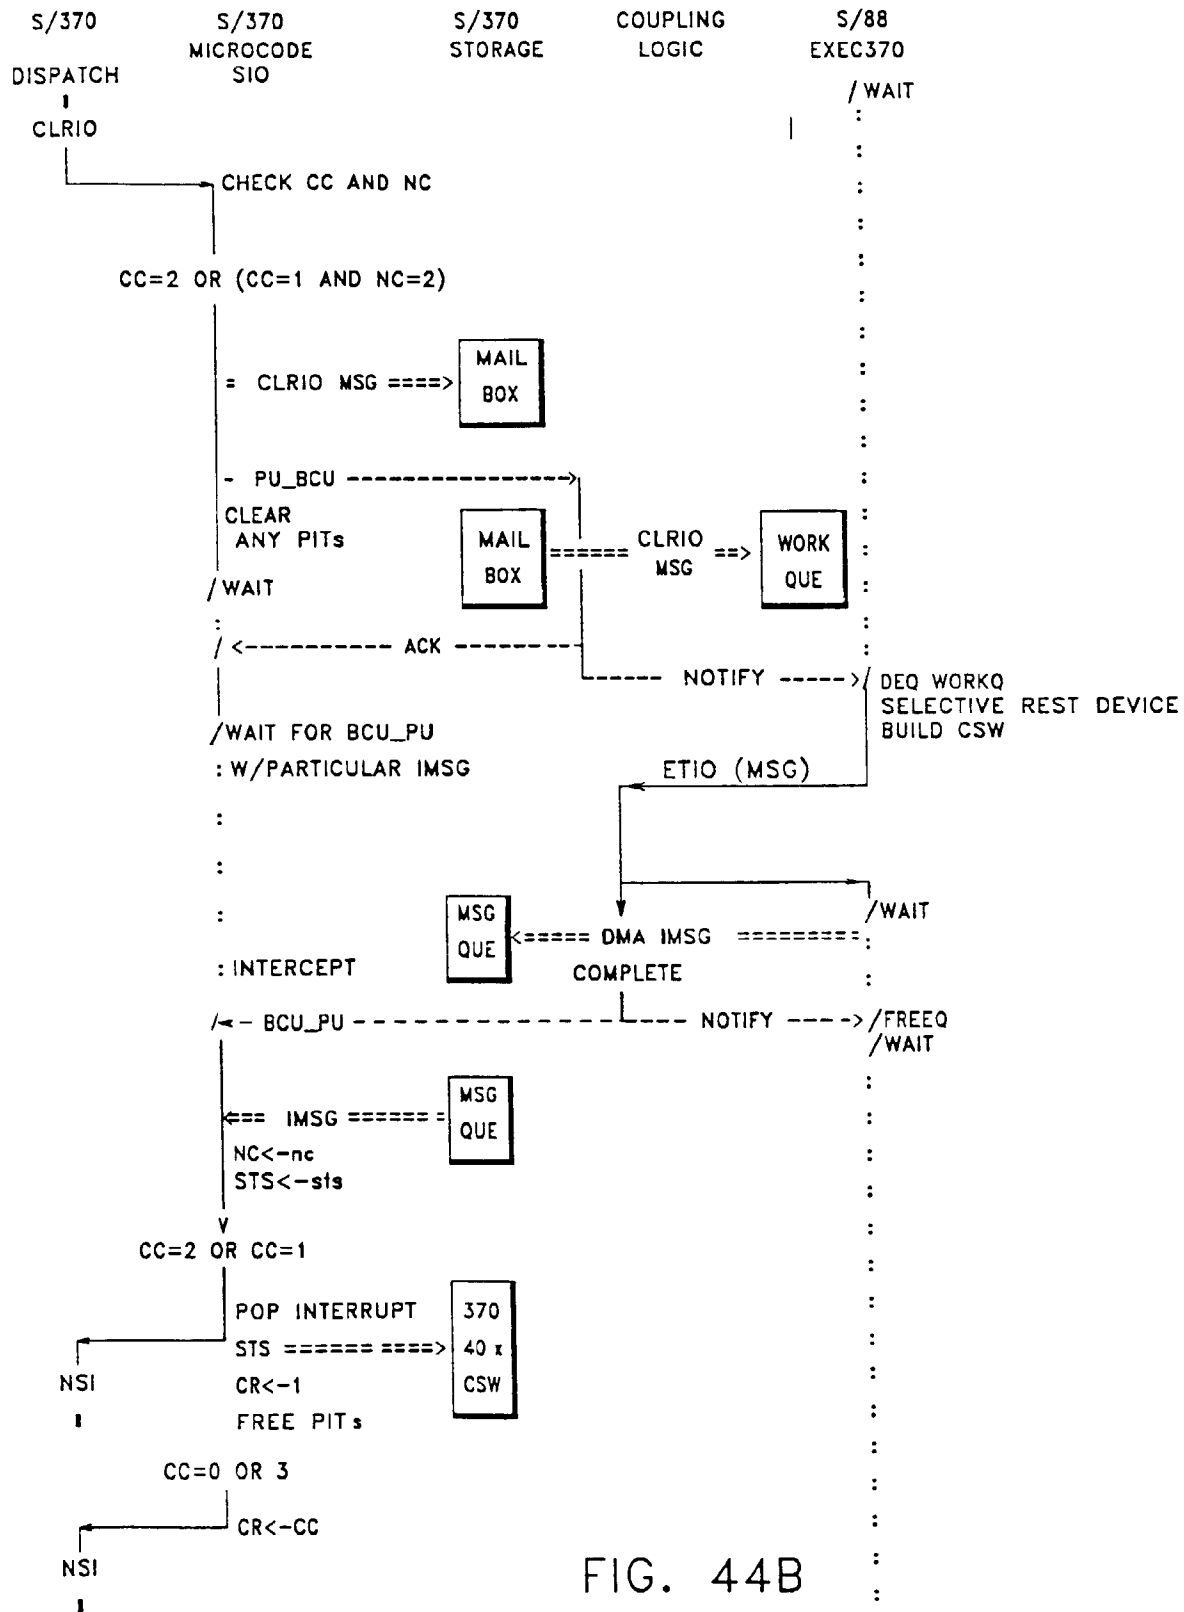 S/370 S/370 S/370 COUPLING S/88
MICROCODE STORAGE LOGIC EXEC370
DISPATCH SIO
/WAIT
CLRIO
CHECK CC AND NC
CC=2 OR (CC=1 AND NC=2)
MAIL
= CLRIO MSG ====>
BOX
- PU_BCU ------------------>
CLEAR
ANY PITs
MAIL ====== CLRIO ==> WORK
BOX MSG QUE
/WAIT
/ <---------- ACK ---------
------ NOTIFY ----->/ DEQ WORKQ
SELECTIVE REST DEVICE
/WAIT FOR BCU_PU BUILD CSW
: W/PARTICULAR IMSG ETIO (MSG)
MSG /WAIT
QUE <===== DMA IMSG =========
: INTERCEPT COMPLETE
/<- BCU_PU ---------------- NOTIFY ---->/FREEQ
/WAIT
MSG
<=== IMSG ======= QUE
NC<-nc
STS<-sts
V
CC=2 OR CC=1
POP INTERRUPT 370
STS ====== ====> 40 x
NSI CR<-1 CSW
FREE PITs
CC=0 OR 3
CR<-CC
NSI
FIG. 44B